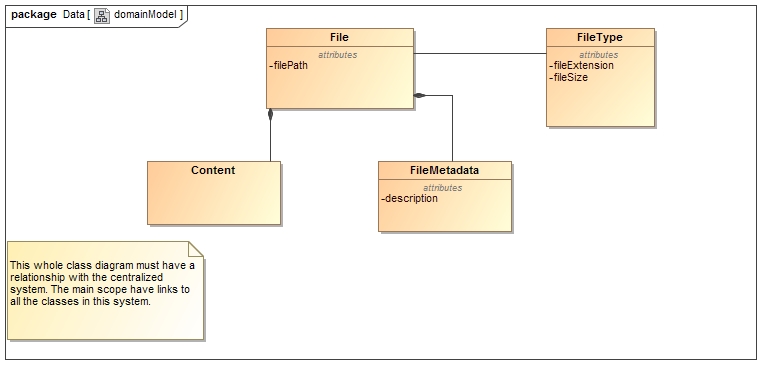 package Data [ domainModel ]
File
attributes
-filePath
FileType
attributes
-fileExtension
-fileSize
Content
FileMetadata
attributes
-description
This whole class diagram must have a
relationship with the centralized
system. The main scope have links to
all the classes in this system.